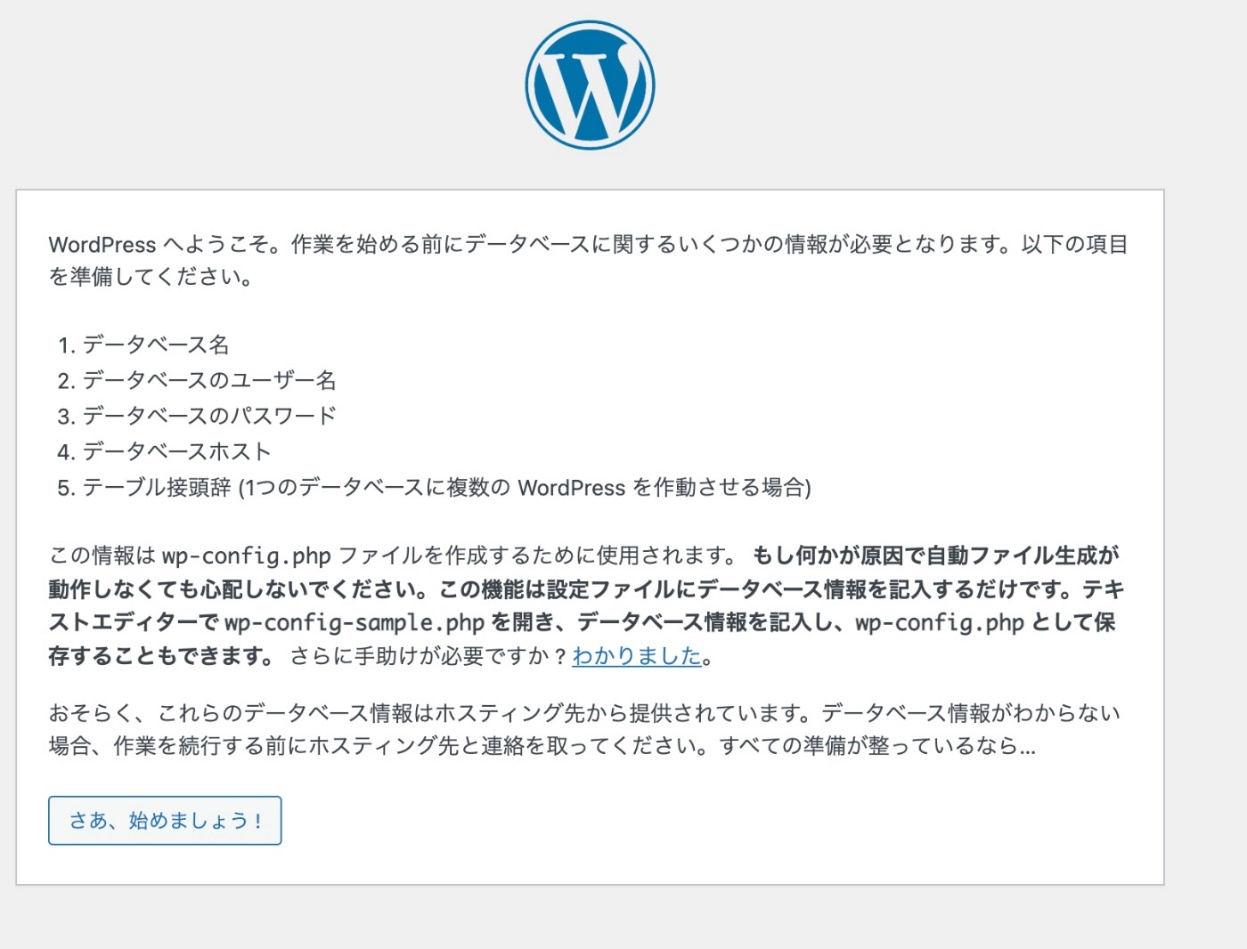 WordPress へようこそ。作業を始める前にデータベースに関するいくつかの情報が必要となります。以下の項目
を準備してください。
1. データベース名
2. データベースのユーザー名
3. データベースのパスワード
4. データベースホスト
5. テーブル接頭辞 (1つのデータベースに複数の WordPress を作動させる場合)
この情報は wp-config.php ファイルを作成するために使用されます。 もし何かが原因で自動ファイル生成が
動作しなくても心配しないでください。この機能は設定ファイルにデータベース情報を記入するだけです。テキ
ストエディターで wp-config-sample.php を開き、データベース情報を記入し、wp-config.php として保
存することもできます。 さらに手助けが必要ですか ? わかりました。
おそらく、これらのデータベース情報はホスティング先から提供されています。データベース情報がわからない
場合、作業を続行する前にホスティング先と連絡を取ってください。すべての準備が整っているなら…
さあ、始めましょう !